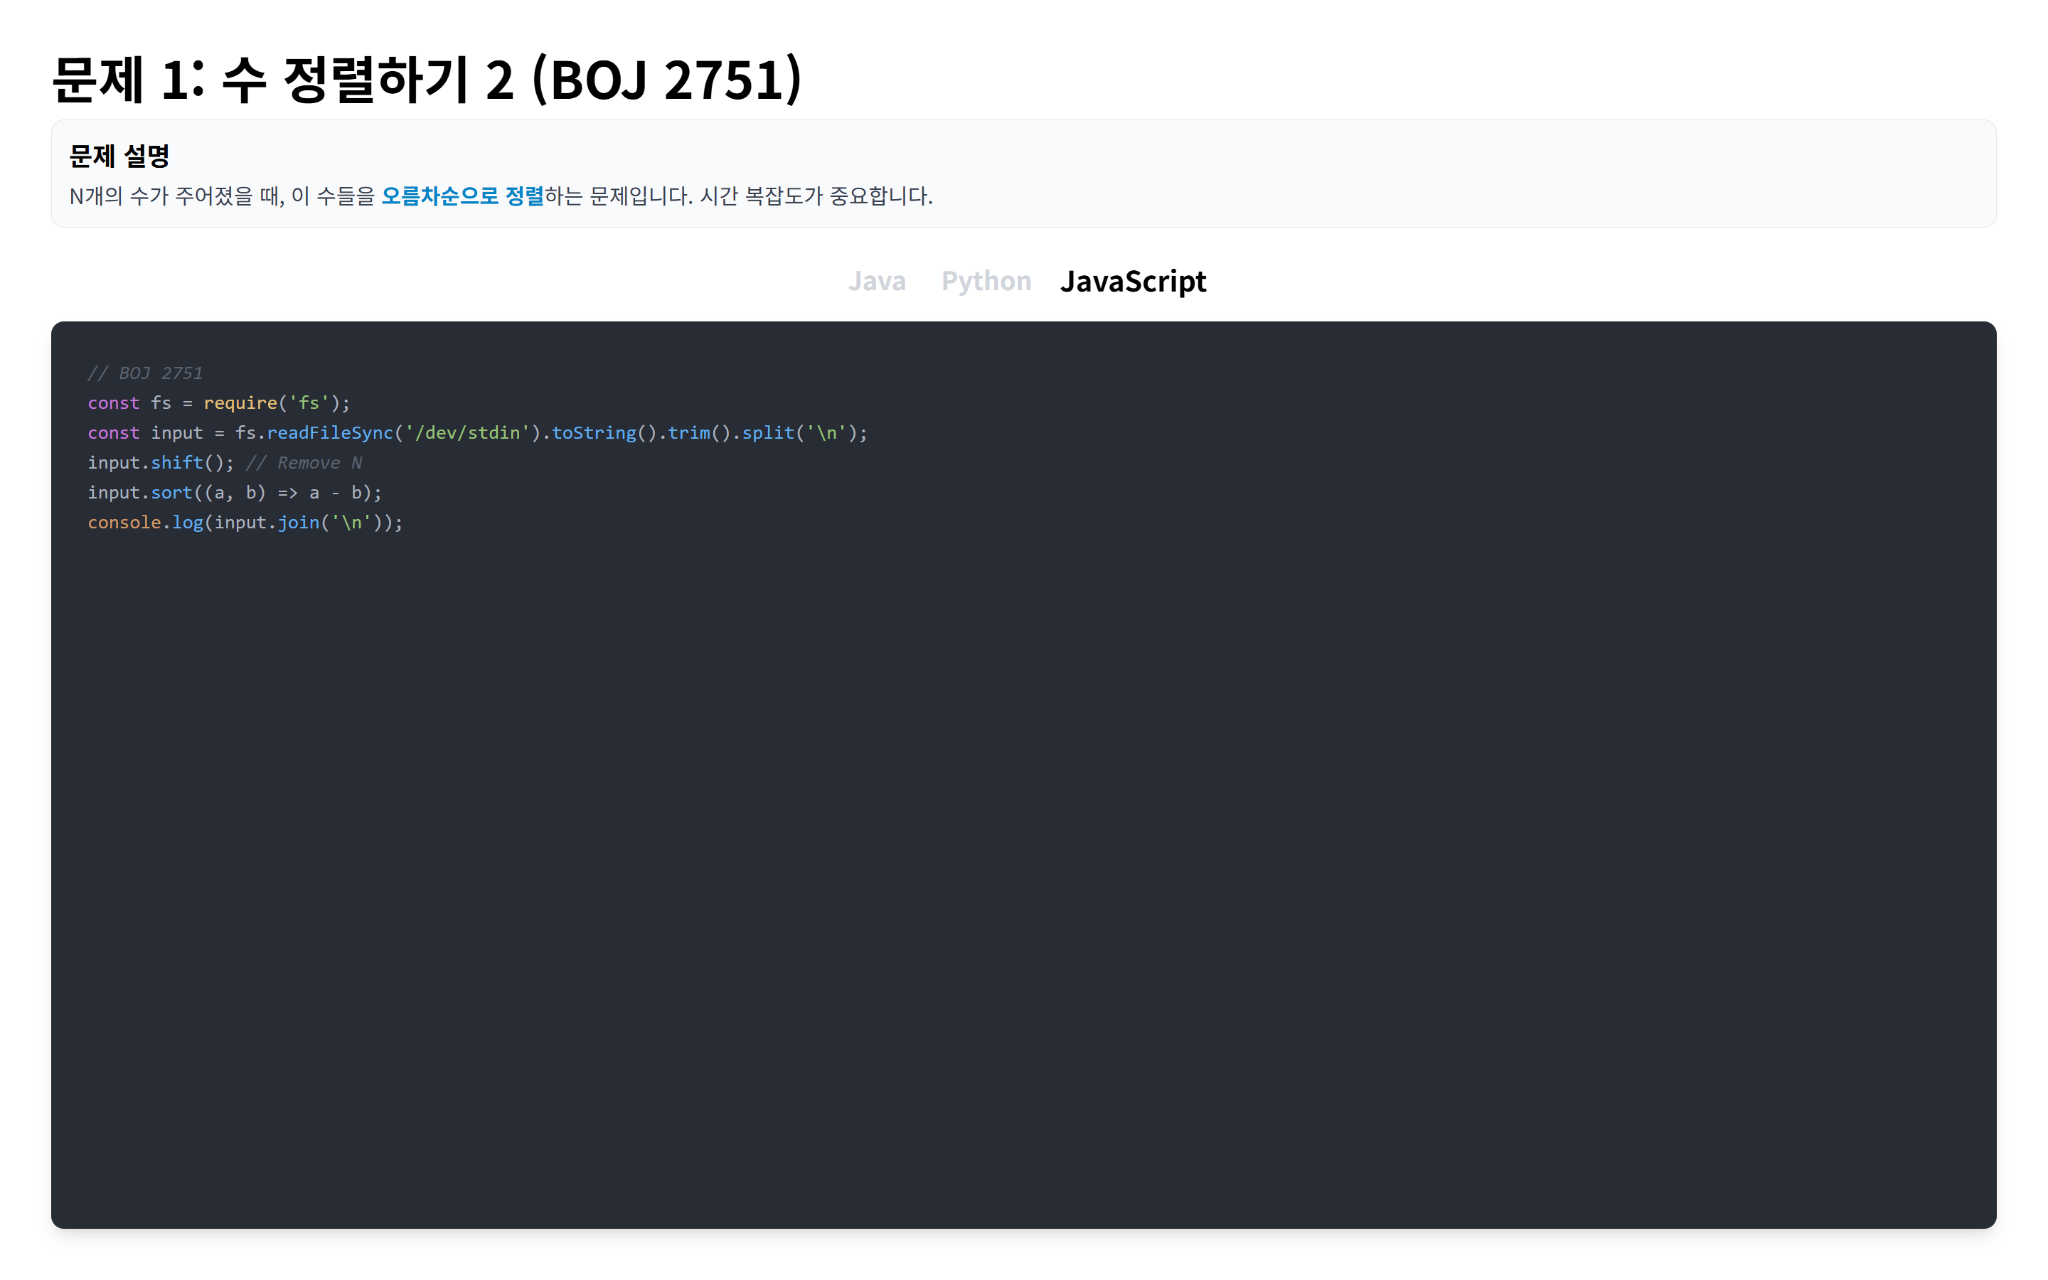 문제 1: 수 정렬하기 2 (BOJ 2751)
문제 설명
N개의 수가 주어졌을 때, 이 수들을 오름차순으로 정렬하는 문제입니다. 시간 복잡도가 중요합니다.
Java Python JavaScript
// BOJ 2751
const fs = require('fs');
const input = fs.readFileSync('/dev/stdin').toString().trim().split('\n');
input.shift(); // Remove N
input.sort((a, b) => a - b);
console.log(input.join('\n'));